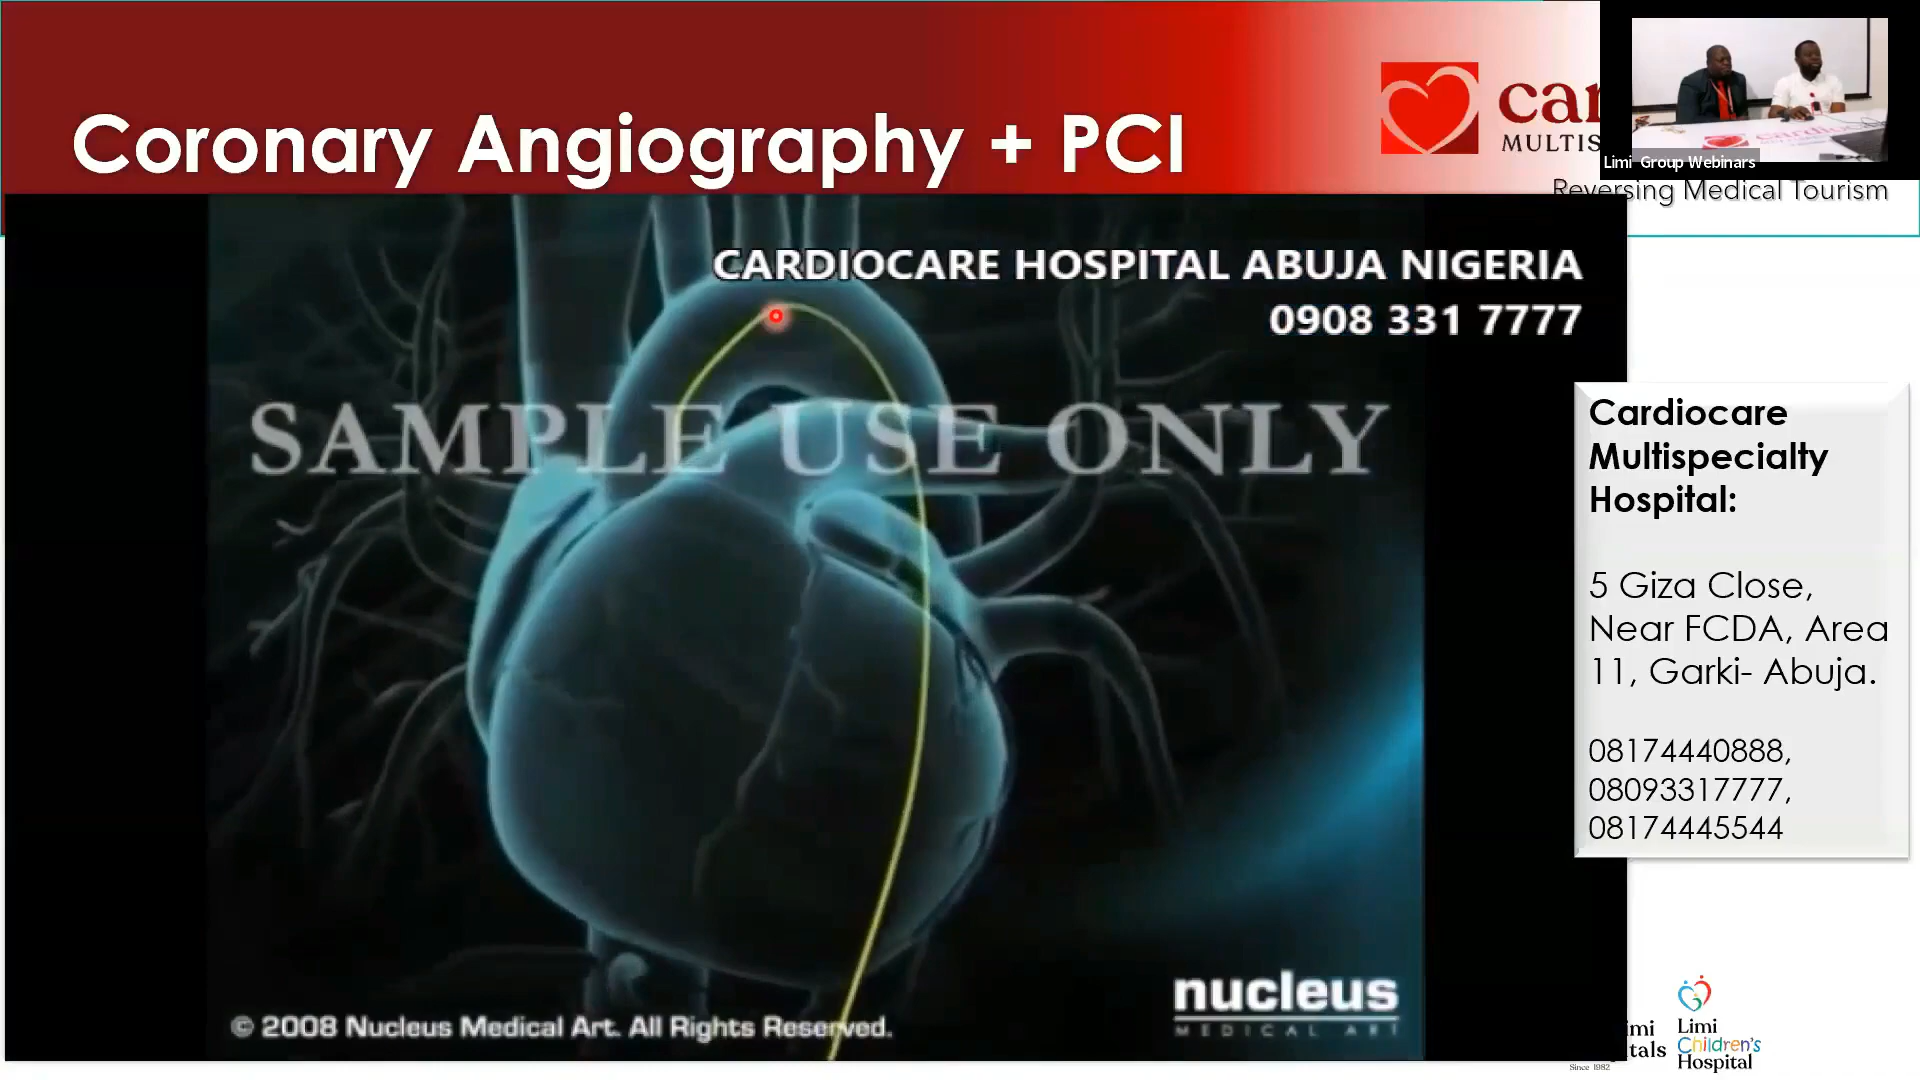 Coronary Angiography + PCI
MULTIS
Limi Group Webinars
Reversing Medical Tourism
CARDIOCARE HOSPITAL ABUJA NIGERIA
0908 331 7777
SAMPLE USE ONLY
Cardiocare
Multispecialty
Hospital:
5 Giza Close,
Near FCDA, Area
11, Garki- Abuja.
08174440888,
08093317777,
08174445544
nucleus
MEDICAL ART
© 2008 Nucleus Medical Art. All Rights Reserved.
Since 1982
Limi
Children's
Hospital